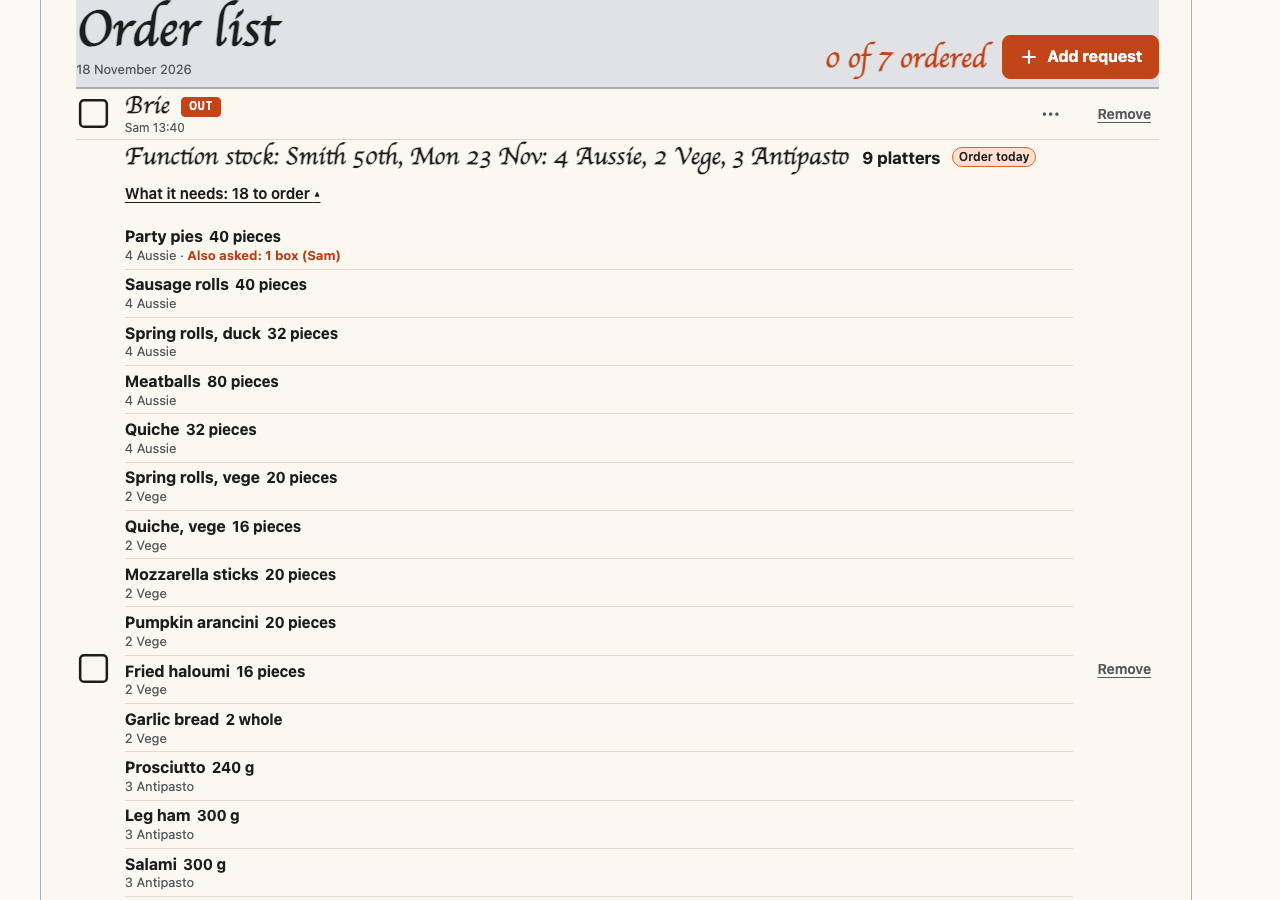 Order list
18 November 2026
0 of 7 ordered
+ Add request
Brie OUT
Sam 13:40
... Remove
Function stock: Smith 50th, Mon 23 Nov: 4 Aussie, 2 Vege, 3 Antipasto 9 platters Order today
What it needs: 18 to order ▴
Party pies 40 pieces
4 Aussie · Also asked: 1 box (Sam)
Sausage rolls 40 pieces
4 Aussie
Spring rolls, duck 32 pieces
4 Aussie
Meatballs 80 pieces
4 Aussie
Quiche 32 pieces
4 Aussie
Spring rolls, vege 20 pieces
2 Vege
Quiche, vege 16 pieces
2 Vege
Mozzarella sticks 20 pieces
2 Vege
Pumpkin arancini 20 pieces
2 Vege
Fried haloumi 16 pieces
2 Vege
Remove
Garlic bread 2 whole
2 Vege
Prosciutto 240 g
3 Antipasto
Leg ham 300 g
3 Antipasto
Salami 300 g
3 Antipasto